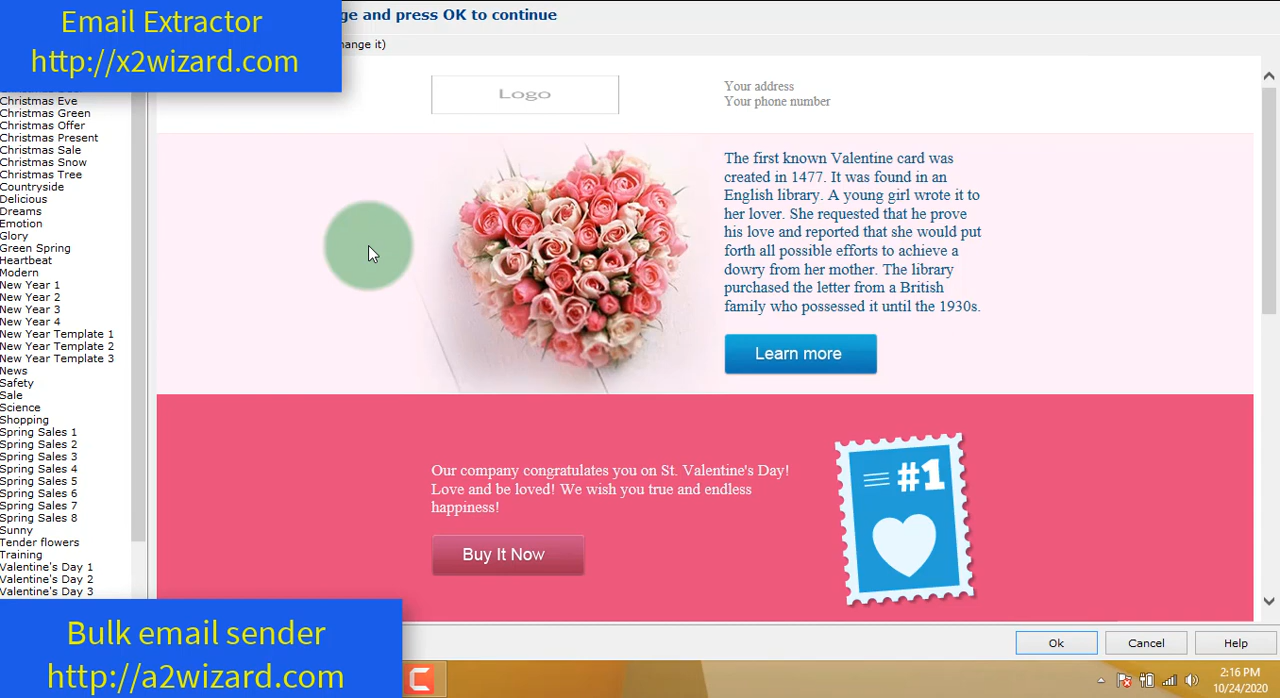 Email Extractor
http://x2wizard.com
ge and press OK to continue
hange it)
Christmas Eve
Christmas Green
Christmas Offer
Christmas Present
Christmas Sale
Christmas Snow
Christmas Tree
Countryside
Delicious
Dreams
Emotion
Glory
Green Spring
Heartbeat
Modern
New Year 1
New Year 2
New Year 3
New Year 4
New Year Template 1
New Year Template 2
New Year Template 3
News
Safety
Sale
Science
Shopping
Spring Sales 1
Spring Sales 2
Spring Sales 3
Spring Sales 4
Spring Sales 5
Spring Sales 6
Spring Sales 7
Spring Sales 8
Sunny
Tender flowers
Training
Valentine's Day 1
Valentine's Day 2
Valentine's Day 3
Logo
Your address
Your phone number
The first known Valentine card was
created in 1477. It was found in an
English library. A young girl wrote it to
her lover. She requested that he prove
his love and reported that she would put
forth all possible efforts to achieve a
dowry from her mother. The library
purchased the letter from a British
family who possessed it until the 1930s.
Learn more
Our company congratulates you on St. Valentine's Day!
Love and be loved! We wish you true and endless
happiness!
Buy It Now
#1
Ok
Cancel
Help
Bulk email sender
http://a2wizard.com
2:16 PM
10/24/2020